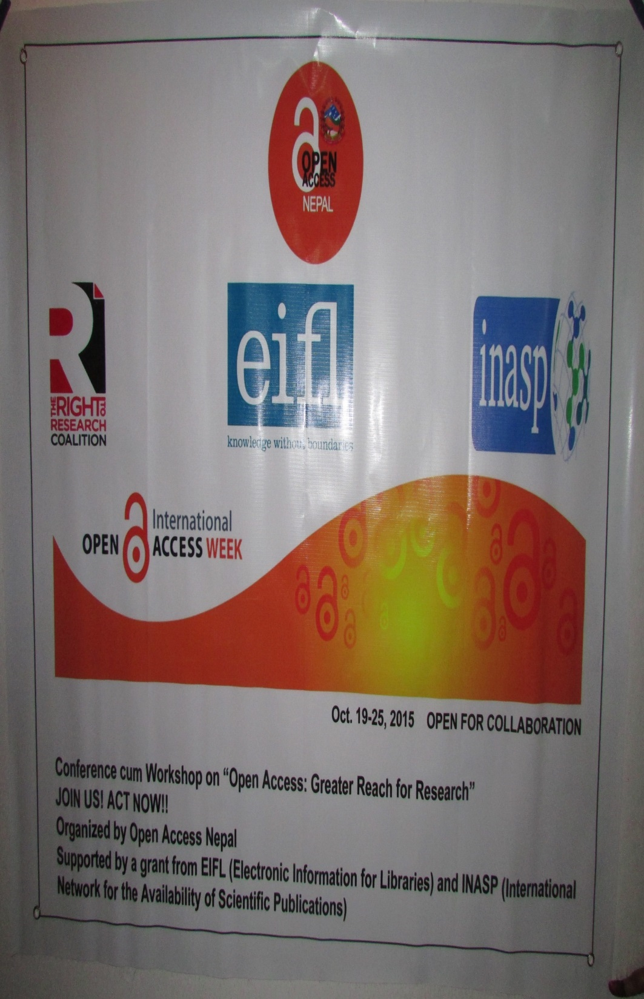 OPEN
ACCESS
NEPAL
THE RIGHT TO
RESEARCH
COALITION
eifl
knowledge without boundaries
inasp
International
OPEN ACCESS WEEK
Oct. 19-25, 2015 OPEN FOR COLLABORATION
Conference cum Workshop on “Open Access: Greater Reach for Research”
JOIN US! ACT NOW!!
Organized by Open Access Nepal
Supported by a grant from EIFL (Electronic Information for Libraries) and INASP (International
Network for the Availability of Scientific Publications)